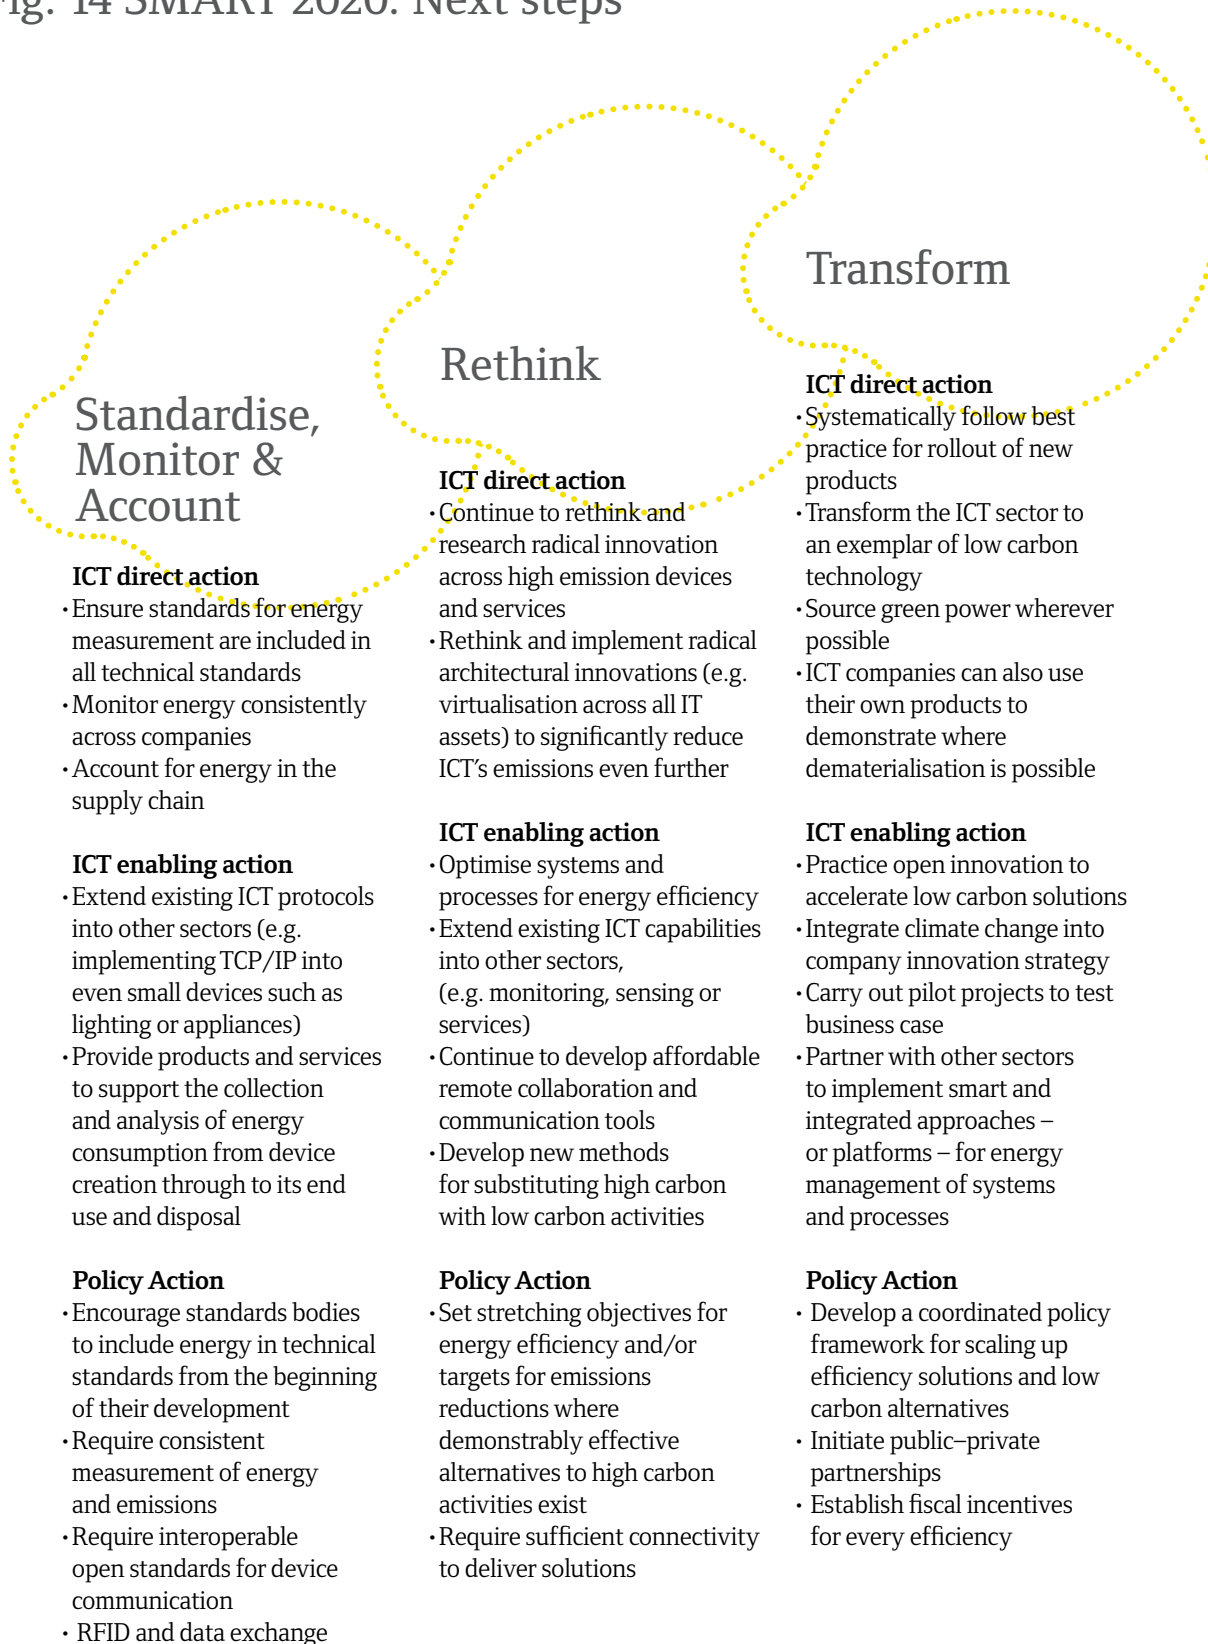 Fig. 14 SMART 2020: Next steps
Standardise,
Monitor &
Account
ICT direct action
·Ensure standards for energy
measurement are included in
all technical standards
·Monitor energy consistently
across companies
·Account for energy in the
supply chain
ICT enabling action
·Extend existing ICT protocols
into other sectors (e.g.
implementing TCP/IP into
even small devices such as
lighting or appliances)
·Provide products and services
to support the collection
and analysis of energy
consumption from device
creation through to its end
use and disposal
Policy Action
·Encourage standards bodies
to include energy in technical
standards from the beginning
of their development
·Require consistent
measurement of energy
and emissions
·Require interoperable
open standards for device
communication
· RFID and data exchange
Rethink
ICT direct action
·Continue to rethink and
research radical innovation
across high emission devices
and services
·Rethink and implement radical
architectural innovations (e.g.
virtualisation across all IT
assets) to significantly reduce
ICT's emissions even further
ICT enabling action
·Optimise systems and
processes for energy efficiency
·Extend existing ICT capabilities
into other sectors,
(e.g. monitoring, sensing or
services)
·Continue to develop affordable
remote collaboration and
communication tools
·Develop new methods
for substituting high carbon
with low carbon activities
Policy Action
·Set stretching objectives for
energy efficiency and/or
targets for emissions
reductions where
demonstrably effective
alternatives to high carbon
activities exist
·Require sufficient connectivity
to deliver solutions
Transform
ICT direct action
·Systematically follow best
practice for rollout of new
products
·Transform the ICT sector to
an exemplar of low carbon
technology
·Source green power wherever
possible
·ICT companies can also use
their own products to
demonstrate where
dematerialisation is possible
ICT enabling action
·Practice open innovation to
accelerate low carbon solutions
·Integrate climate change into
company innovation strategy
·Carry out pilot projects to test
business case
·Partner with other sectors
to implement smart and
integrated approaches –
or platforms – for energy
management of systems
and processes
Policy Action
· Develop a coordinated policy
framework for scaling up
efficiency solutions and low
carbon alternatives
· Initiate public–private
partnerships
· Establish fiscal incentives
for every efficiency